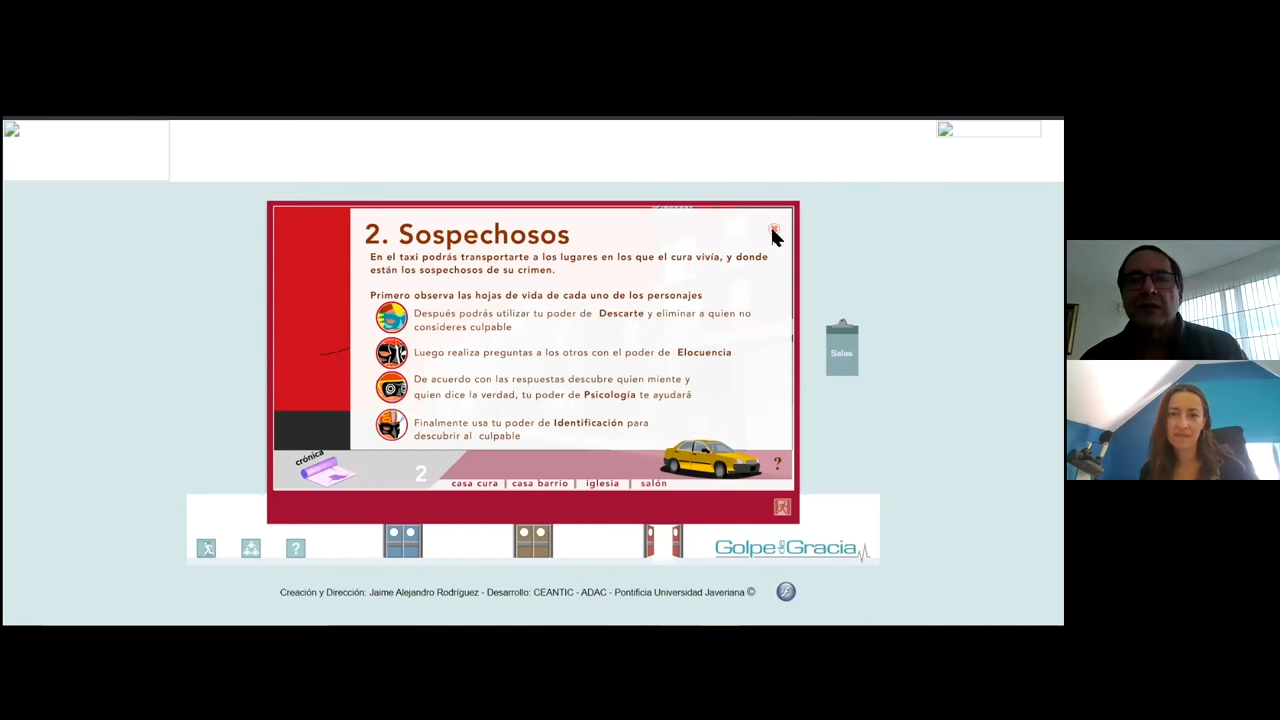 2. Sospechosos
En el taxi podrás transportarte a los lugares en los que el cura vivía, y donde
están los sospechosos de su crimen.
Primero observa las hojas de vida de cada uno de los personajes
Después podrás utilizar tu poder de Descarte y eliminar a quien no
consideres culpable
Luego realiza preguntas a los otros con el poder de Elocuencia
De acuerdo con las respuestas descubre quien miente y
quien dice la verdad, tu poder de Psicología te ayudará
Finalmente usa tu poder de Identificación para
descubrir al culpable
crónica
2
?
casa cura | casa barrio | iglesia | salón
Salas
?
Golpe de Gracia
Creación y Dirección: Jaime Alejandro Rodríguez - Desarrollo: CEANTIC - ADAC - Pontificia Universidad Javeriana ©